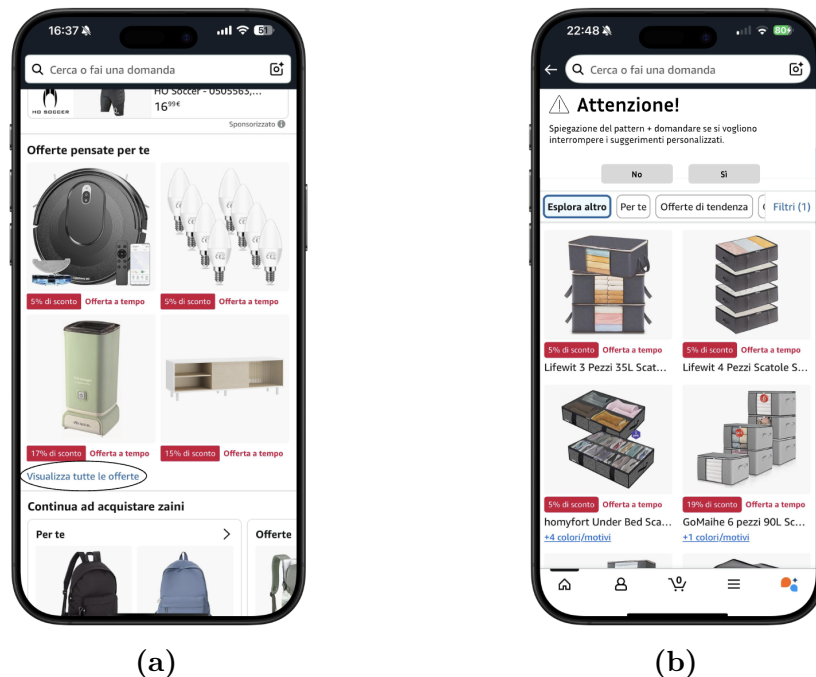 16:37
51
Cerca o fai una domanda
HO SOCCER
HO Soccer - 0505563,...
16⁹⁹€
Sponsorizzato
Offerte pensate per te
5% di sconto Offerta a tempo
5% di sconto Offerta a tempo
17% di sconto Offerta a tempo
15% di sconto Offerta a tempo
Visualizza tutte le offerte
Continua ad acquistare zaini
Per te
Offerte
(a)
22:48
80
Cerca o fai una domanda
Attenzione!
Spiegazione del pattern + domandare se si vogliono
interrompere i suggerimenti personalizzati.
No Sì
Esplora altro Per te Offerte di tendenza Filtri (1)
5% di sconto Offerta a tempo
Lifewit 3 Pezzi 35L Scat...
5% di sconto Offerta a tempo
Lifewit 4 Pezzi Scatole S...
5% di sconto Offerta a tempo
homyfort Under Bed Sca...
+4 colori/motivi
19% di sconto Offerta a tempo
GoMaihe 6 pezzi 90L Sc...
+1 colori/motivi
0
(b)